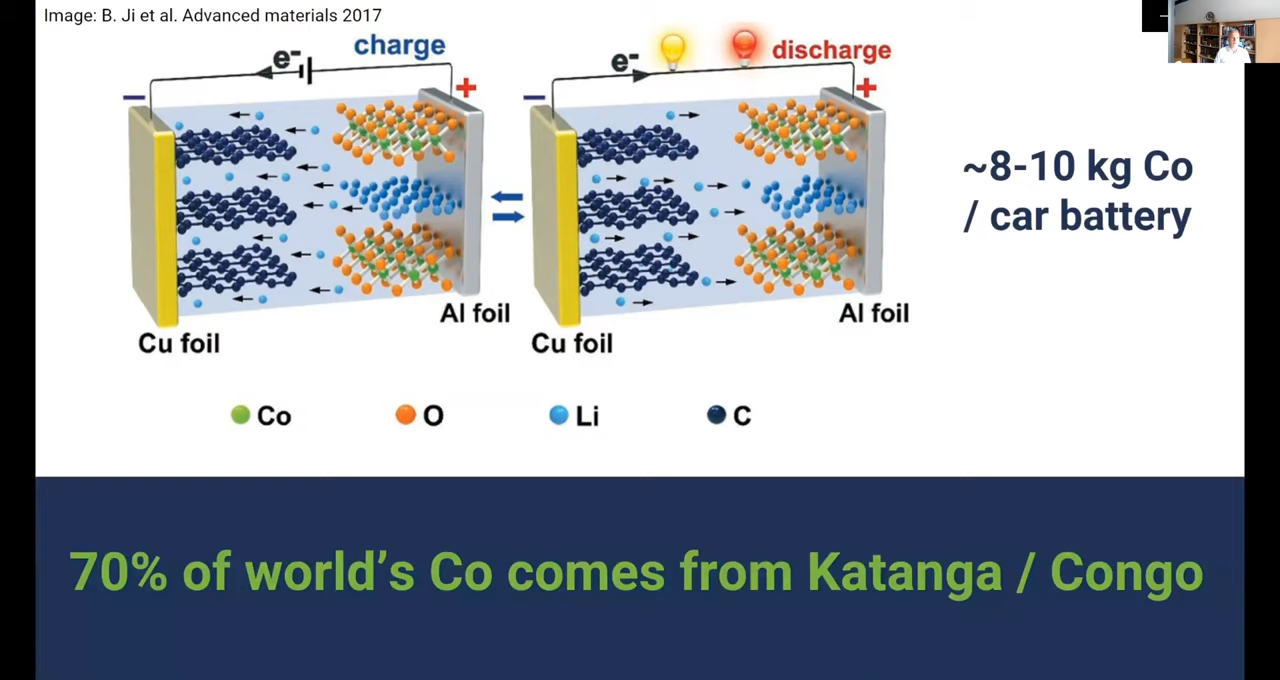 Image: B. Ji et al. Advanced materials 2017
e- charge
− +
Cu foil
Al foil
e- discharge
− +
Cu foil
Al foil
Co O Li C
~8-10 kg Co
/ car battery
70% of world’s Co comes from Katanga / Congo